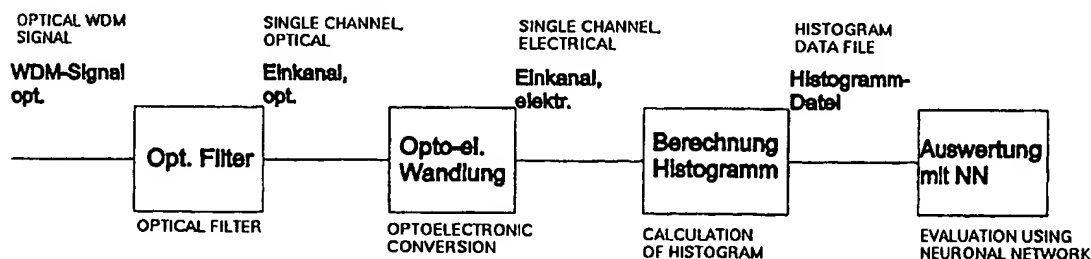 OPTICAL WDM
SIGNAL
SINGLE CHANNEL,
OPTICAL
SINGLE CHANNEL,
ELECTRICAL
HISTOGRAM
DATA FILE
WDM-Signal
opt.
Einkanal,
opt.
Einkanal,
elektr.
Histogramm-
Datei
Opt. Filter
Opto-el.
Wandlung
Berechnung
Histogramm
Auswertung
mit NN
OPTICAL FILTER
OPTOELECTRONIC
CONVERSION
CALCULATION
OF HISTOGRAM
EVALUATION USING
NEURONAL NETWORK